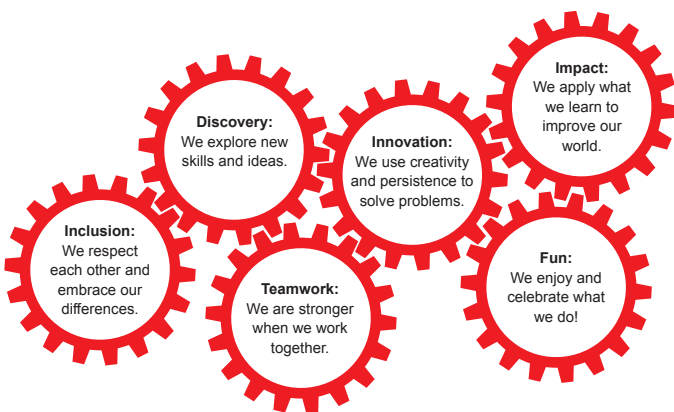 Impact:
We apply what
we learn to
improve our
world.
Discovery:
We explore new
skills and ideas.
Innovation:
We use creativity
and persistence to
solve problems.
Inclusion:
We respect
each other and
embrace our
differences.
Teamwork:
We are stronger
when we work
together.
Fun:
We enjoy and
celebrate what
we do!